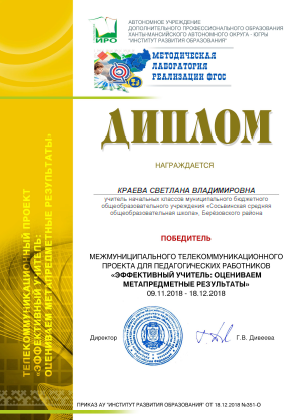 АВТОНОМНОЕ УЧРЕЖДЕНИЕ
ДОПОЛНИТЕЛЬНОГО ПРОФЕССИОНАЛЬНОГО ОБРАЗОВАНИЯ
ХАНТЫ-МАНСИЙСКОГО АВТОНОМНОГО ОКРУГА - ЮГРЫ
"ИНСТИТУТ РАЗВИТИЯ ОБРАЗОВАНИЯ"
ИРО
МЕТОДИЧЕСКАЯ
ЛАБОРАТОРИЯ
РЕАЛИЗАЦИИ ФГОС
ДИПЛОМ
НАГРАЖДАЕТСЯ
КРАЕВА СВЕТЛАНА ВЛАДИМИРОВНА
учитель начальных классов муниципального бюджетного
общеобразовательного учреждения «Сосьвинская средняя
общеобразовательная школа», Березовского района
ПОБЕДИТЕЛЬ
МЕЖМУНИЦИПАЛЬНОГО ТЕЛЕКОММУНИКАЦИОННОГО
ПРОЕКТА ДЛЯ ПЕДАГОГИЧЕСКИХ РАБОТНИКОВ
«ЭФФЕКТИВНЫЙ УЧИТЕЛЬ: ОЦЕНИВАЕМ
МЕТАПРЕДМЕТНЫЕ РЕЗУЛЬТАТЫ»
09.11.2018 - 18.12.2018
Директор
Г.В. Дивеева
ПРИКАЗ АУ "ИНСТИТУТ РАЗВИТИЯ ОБРАЗОВАНИЯ" ОТ 18.12.2018 №351-О
ТЕЛЕКОММУНИКАЦИОННЫЙ ПРОЕКТ
«ЭФФЕКТИВНЫЙ УЧИТЕЛЬ:
ОЦЕНИВАЕМ МЕТАПРЕДМЕТНЫЕ РЕЗУЛЬТАТЫ»